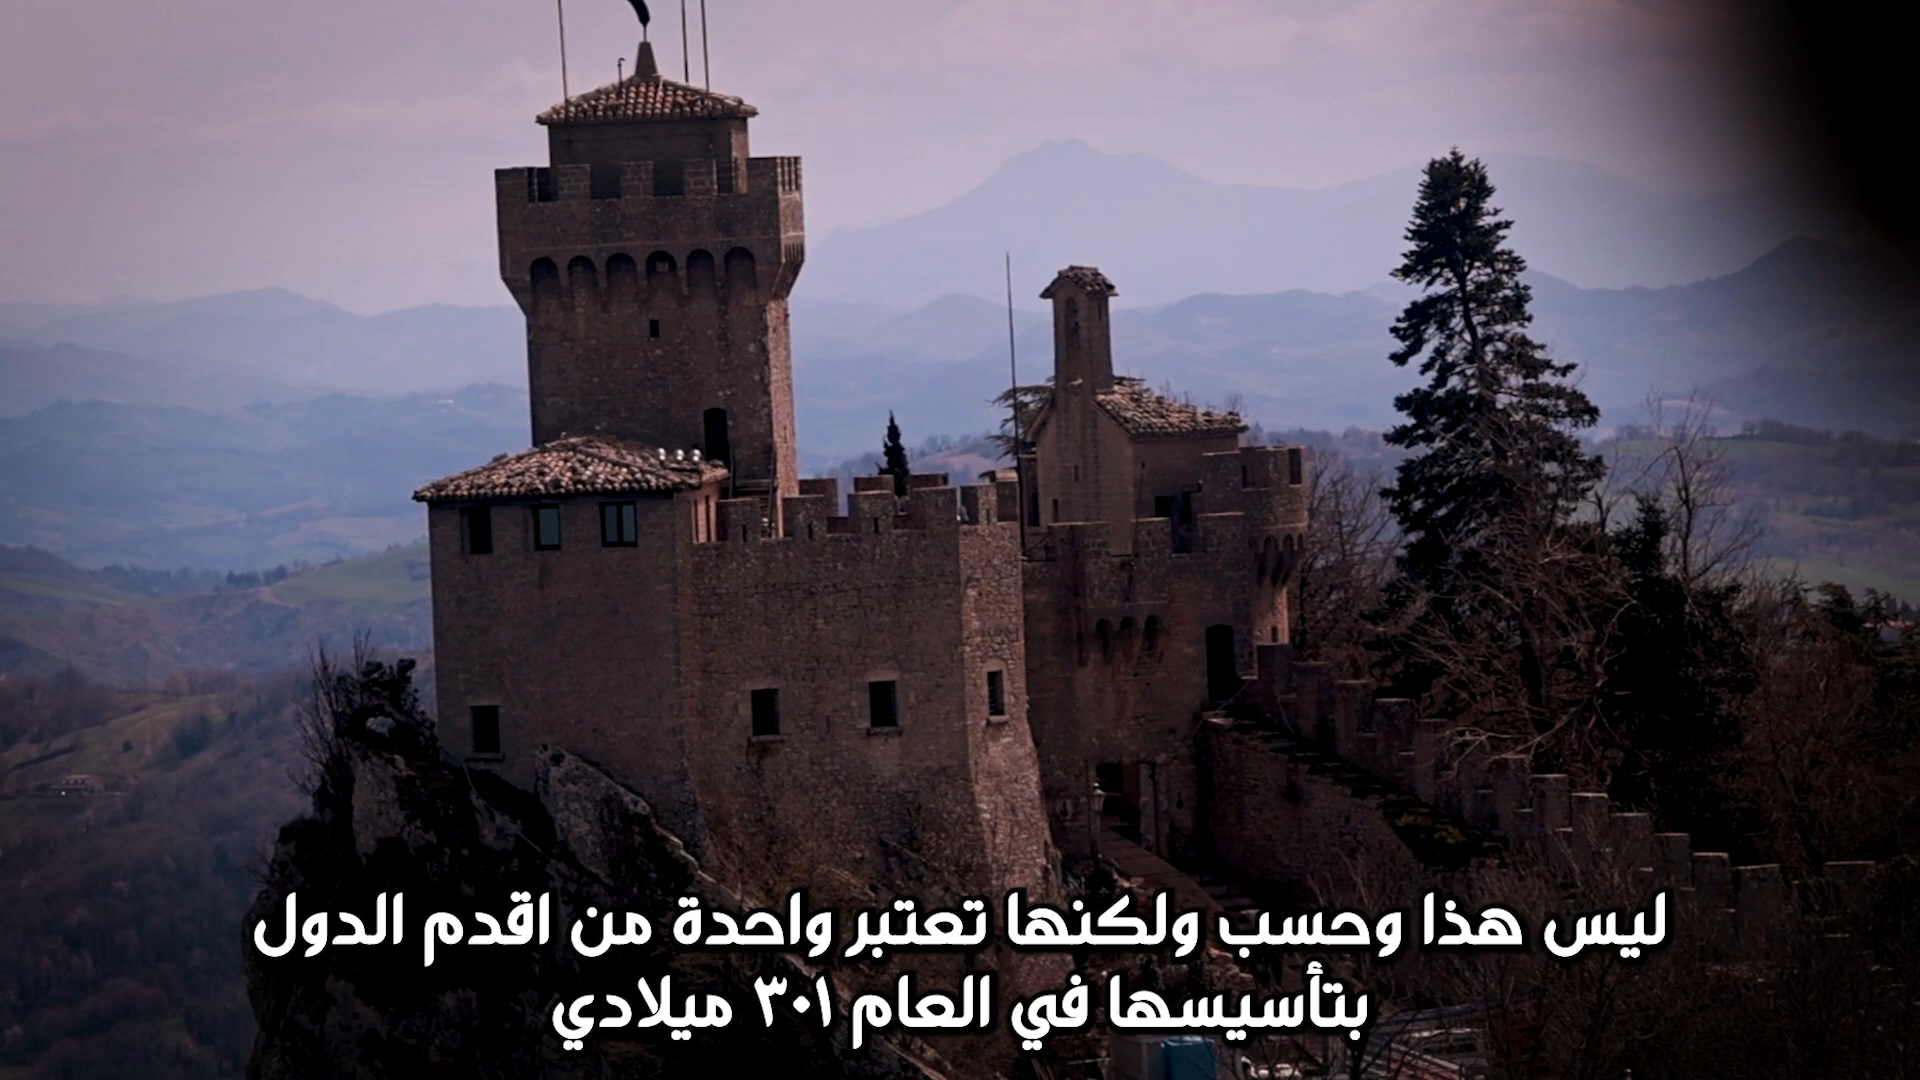 ليس هذا وحسب ولكنها تعتبر واحدة من اقدم الدول
بتأسيسها في العام ٣٠١ ميلادي